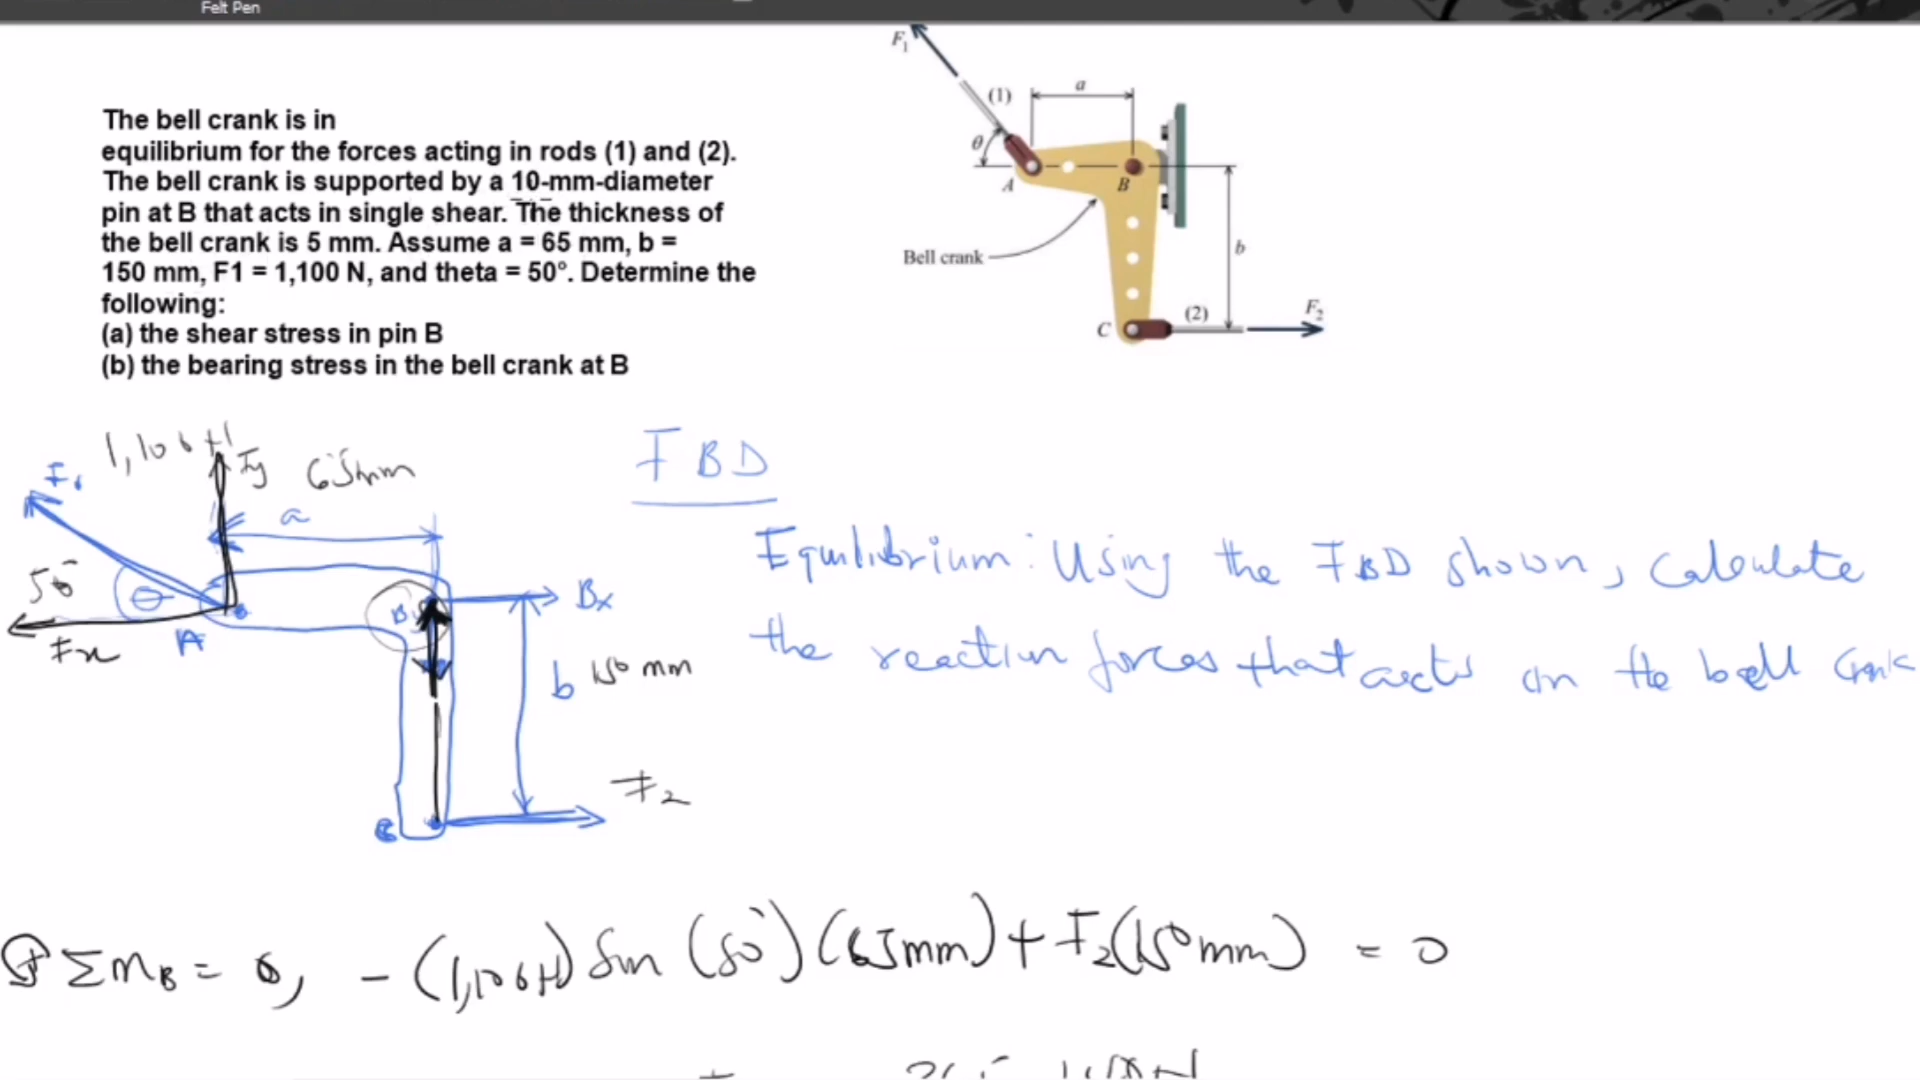 Felt Pen
The bell crank is in
equilibrium for the forces acting in rods (1) and (2).
The bell crank is supported by a 10-mm-diameter
pin at B that acts in single shear. The thickness of
the bell crank is 5 mm. Assume a = 65 mm, b =
150 mm, F1 = 1,100 N, and theta = 50°. Determine the
following:
(a) the shear stress in pin B
(b) the bearing stress in the bell crank at B
F₁
(1)
a
θ
A
B
Bell crank
b
C
(2)
F₂
F₁
Fy
65mm
a
50°
θ
Fx
A
B
Bx
b 150 mm
F₂
C
FBD
Equilibrium: Using the FBD shown, Calculate
the reaction forces that acts on the bell Crank
ΣMB = 0, - (1,100N) Sin (50°) (65mm) + F₂(150mm) = 0